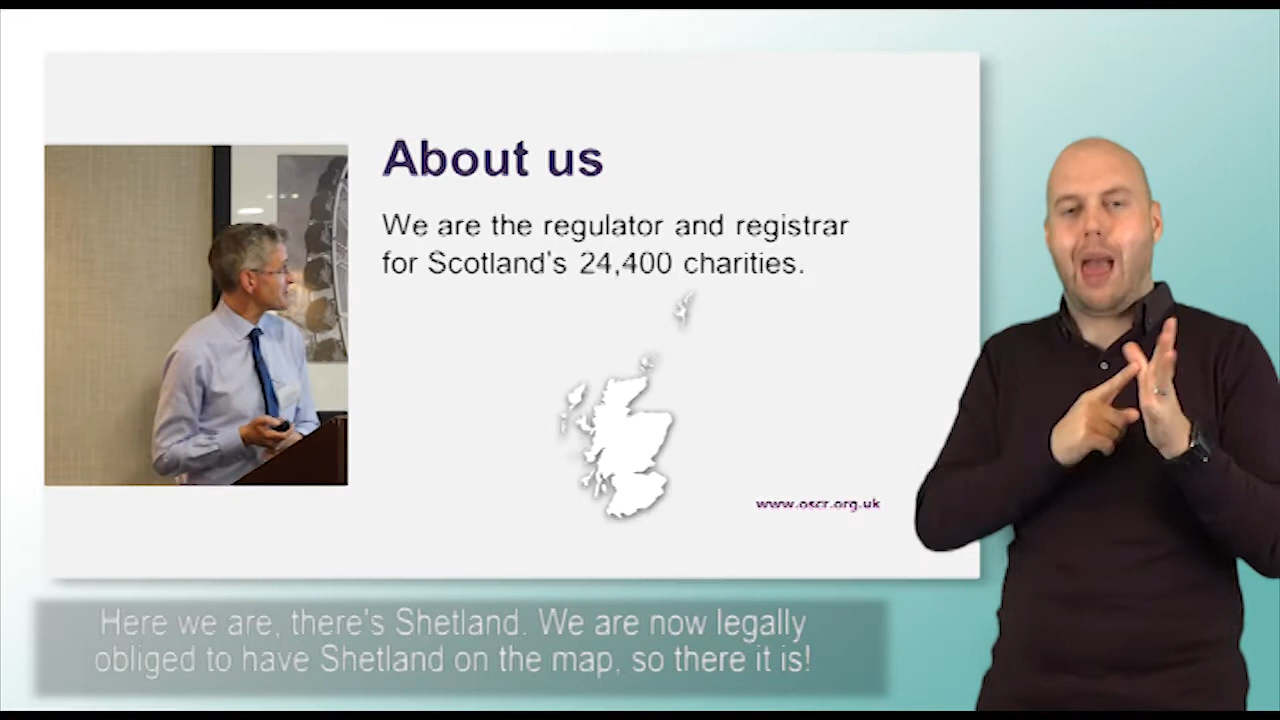 About us
We are the regulator and registrar
for Scotland's 24,400 charities.
www.oscr.org.uk
Here we are, there's Shetland. We are now legally
obliged to have Shetland on the map, so there it is!